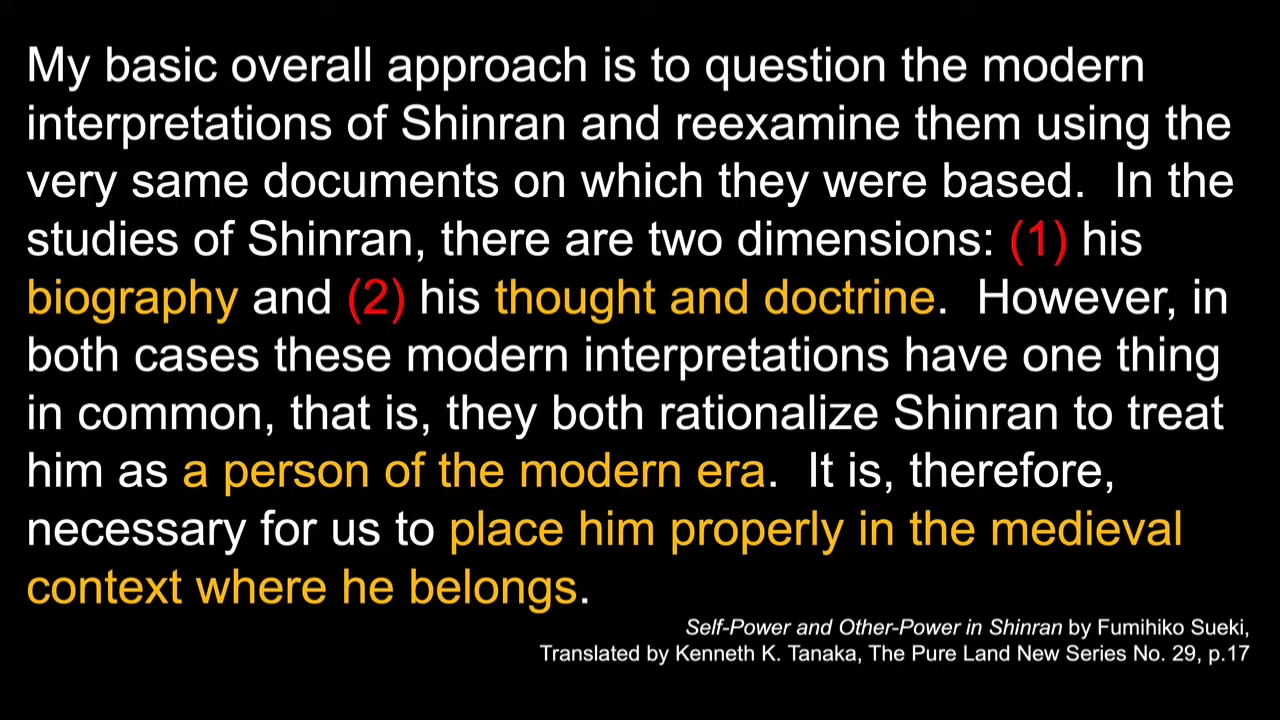 My basic overall approach is to question the modern
interpretations of Shinran and reexamine them using the
very same documents on which they were based.  In the
studies of Shinran, there are two dimensions: (1) his
biography and (2) his thought and doctrine.  However, in
both cases these modern interpretations have one thing
in common, that is, they both rationalize Shinran to treat
him as a person of the modern era.  It is, therefore,
necessary for us to place him properly in the medieval
context where he belongs.
Self-Power and Other-Power in Shinran by Fumihiko Sueki,
Translated by Kenneth K. Tanaka, The Pure Land New Series No. 29, p.17